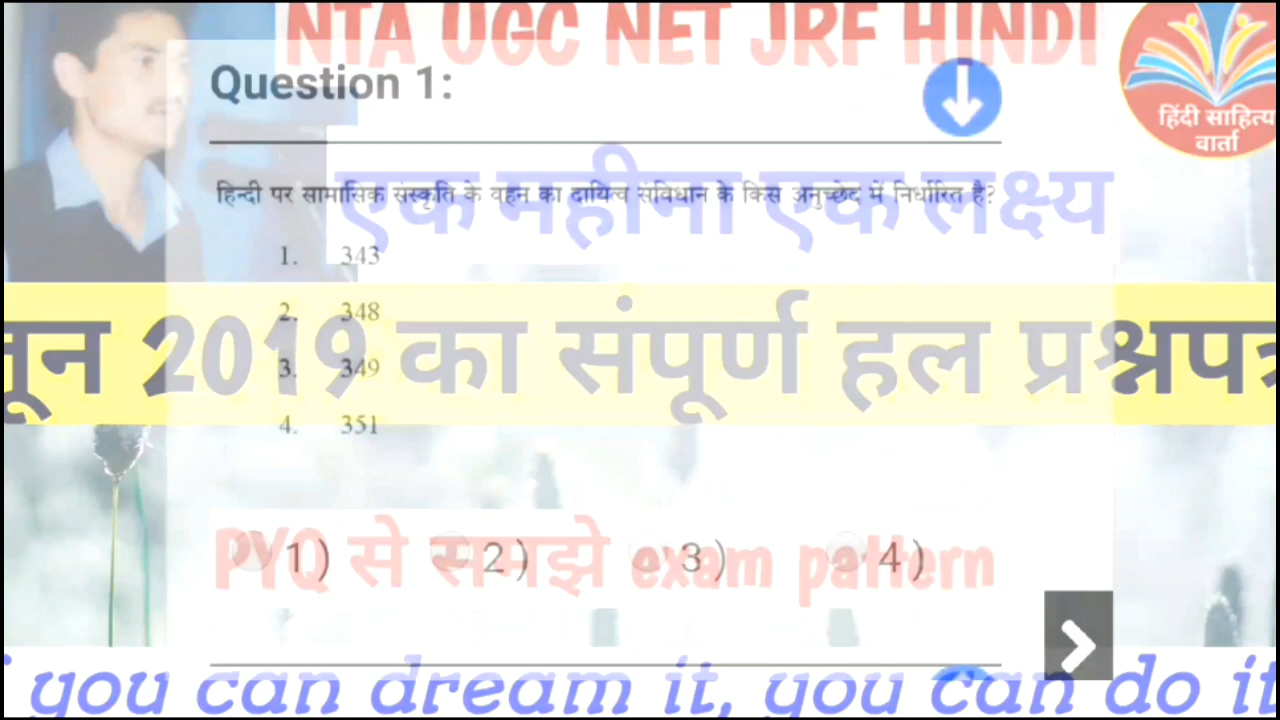 NTA UGC NET JRF HINDI
Question 1:
हिंदी साहित्य
वार्ता
हिन्दी पर सामासिक संस्कृति के वहन का दायित्व संविधान के किस अनुच्छेद में निर्धारित है?
एक महीना एक लक्ष्य
1. 343
2. 348
2019 का संपूर्ण हल
3. 349
4. 351
PYQ से समझे exam pattern
1) 2) 3) 4)
you can dream it, you can do it